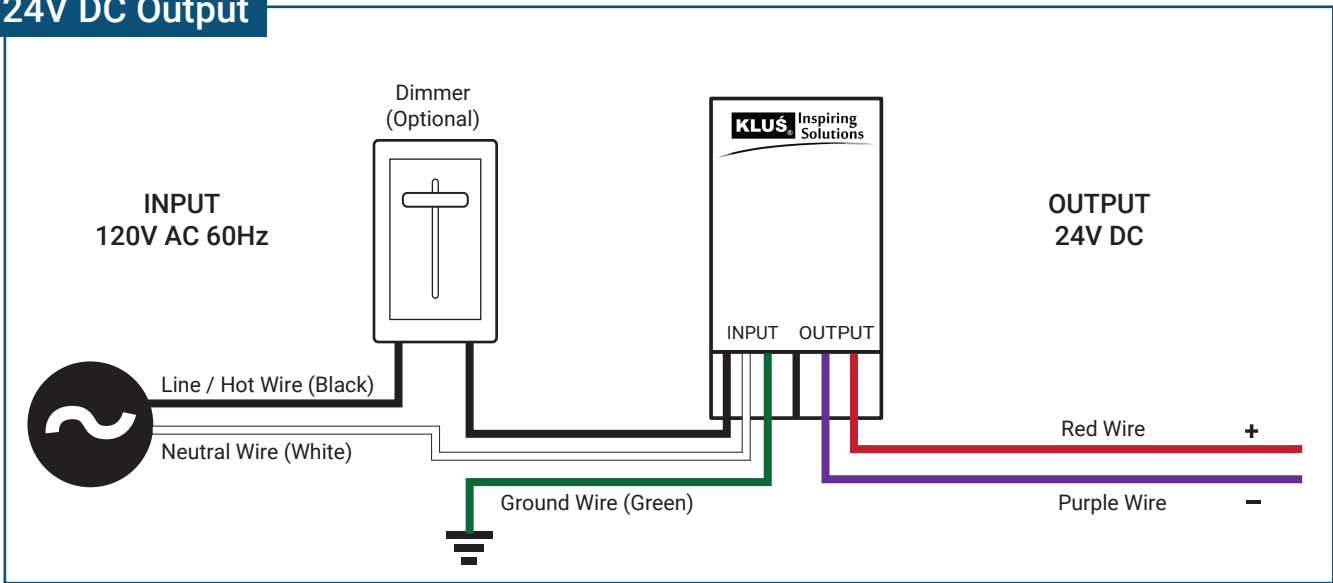 24V DC Output
Dimmer
(Optional)
KLUŚ® Inspiring
Solutions
INPUT
120V AC 60Hz
OUTPUT
24V DC
INPUT OUTPUT
Line / Hot Wire (Black)
Neutral Wire (White)
Ground Wire (Green)
Red Wire +
Purple Wire −